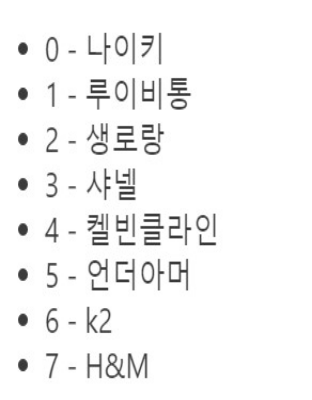 • 0 - 나이키
• 1 - 루이비통
• 2 - 생로랑
• 3 - 샤넬
• 4 - 켈빈클라인
• 5 - 언더아머
• 6 - k2
• 7 - H&M